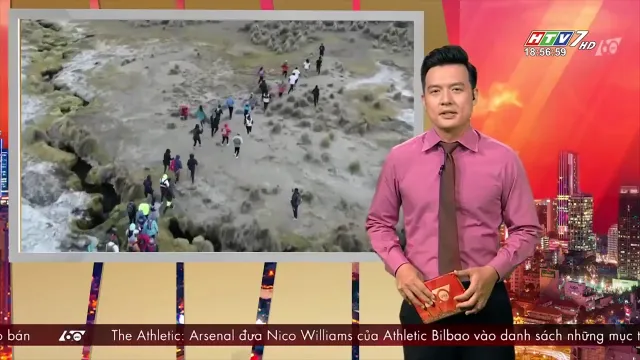 HTV7 HD
18:56:59
60
o bán 60 The Athletic: Arsenal đưa Nico Williams của Athletic Bilbao vào danh sách những mục t